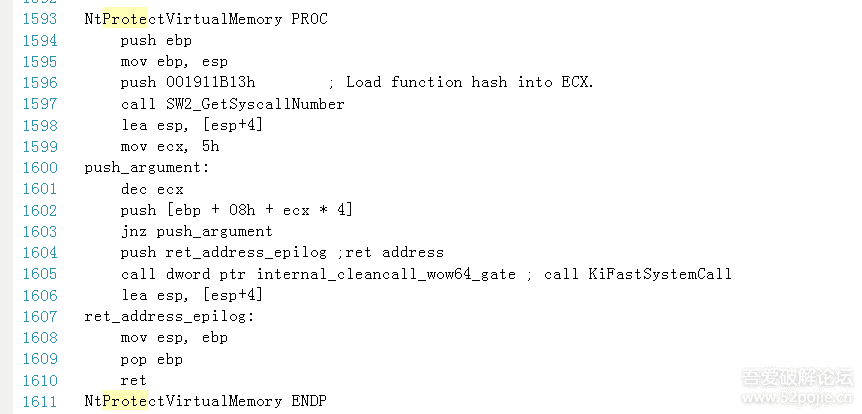 1593 NtProtectVirtualMemory PROC
1594 push ebp
1595 mov ebp, esp
1596 push 001911B13h ; Load function hash into ECX.
1597 call SW2_GetSyscallNumber
1598 lea esp, [esp+4]
1599 mov ecx, 5h
1600 push_argument:
1601 dec ecx
1602 push [ebp + 08h + ecx * 4]
1603 jnz push_argument
1604 push ret_address_epilog ;ret address
1605 call dword ptr internal_cleancall_wow64_gate ; call KiFastSystemCall
1606 lea esp, [esp+4]
1607 ret_address_epilog:
1608 mov esp, ebp
1609 pop ebp
1610 ret
1611 NtProtectVirtualMemory ENDP
吾爱破解论坛
www.52pojie.cn